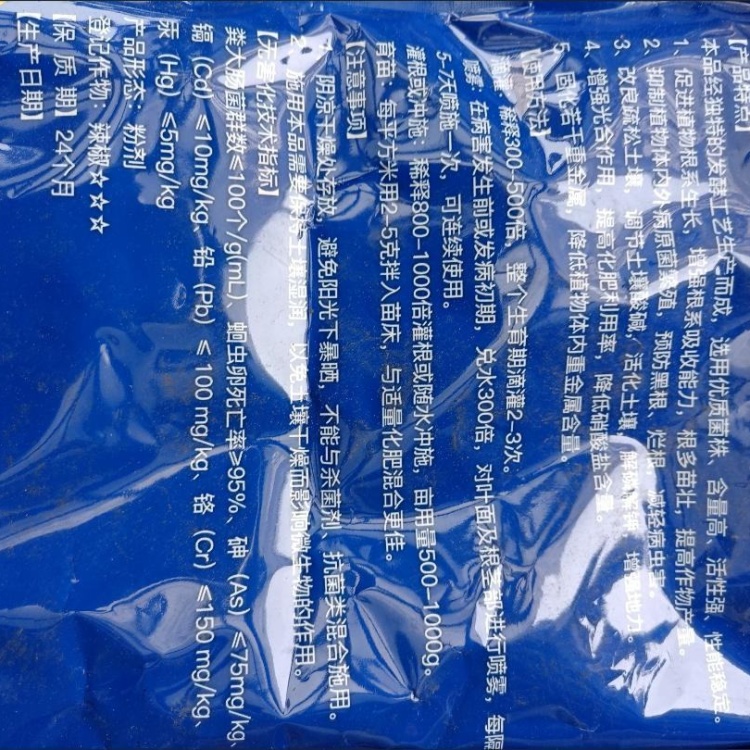 【产品特点】
本品经独特的发酵工艺生产而成，选用优质菌株、含量高，活性强、性能稳定。
1、促进植物根系生长，增强根系吸收能力，根多苗壮，提高作物产量。
2、抑制植物体内外病原菌繁殖，预防黑根、烂根，减轻病虫害。
3、改良疏松土壤，调节土壤酸碱，活化土壤，解磷解钾，增强地力。
4、增强光合作用，提高化肥利用率，降低硝酸盐含量。
5、固化若干重金属，降低植物体内重金属含量。
【使用方法】
滴灌：稀释300-500倍，整个生育期滴灌2-3次。
喷雾：在病害发生前或发病初期，兑水300倍，对叶面及根茎部进行喷雾，每隔
5-7天喷施一次，可连续使用。
灌根或冲施：稀释800-1000倍灌根或随水冲施，亩用量500-1000g。
育苗：每平方米用2-5克拌入苗床，与适量化肥混合更佳。
【注意事项】
1、阴凉干燥处存放，避免阳光下暴晒，不能与杀菌剂、抗菌类混合施用。
2、施用本品需要保持土壤湿润，以免土壤干燥而影响微生物的作用。
【无害化技术指标】
粪大肠菌群数≤100个/g(mL)、蛔虫卵死亡率≥95%、砷（As）≤75mg/kg、
镉（Cd）≤10mg/kg、铅（Pb）≤100mg/kg、铬（Cr）≤150mg/kg、
汞（Hg）≤5mg/kg
产品形态：粉剂
登记作物：辣椒☆☆☆
【保 质 期】24个月
【生产日期】